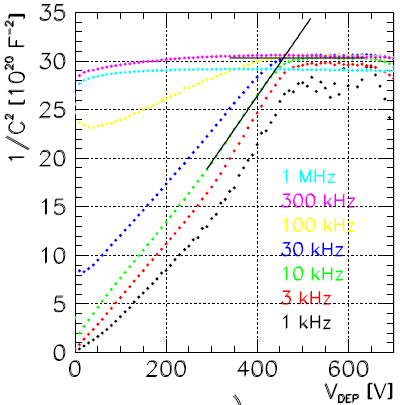 35
30
25
20
15
10
5
0
1/C² [10²⁰ F⁻²]
1 MHz
300 kHz
100 kHz
30 kHz
10 kHz
3 kHz
1 kHz
0 200 400 600
V_DEP [V]